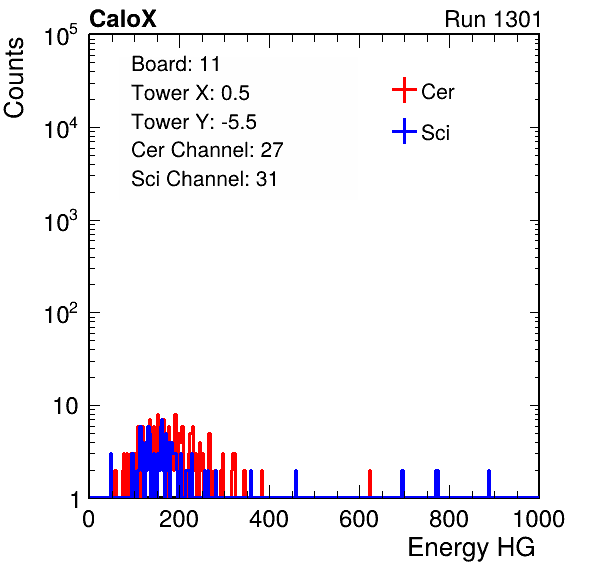 CaloX Run 1301
Board: 11
Tower X: 0.5
Tower Y: -5.5
Cer Channel: 27
Sci Channel: 31
Cer
Sci
Counts
10^5
10^4
10^3
10^2
10
1
0 200 400 600 800 1000
Energy HG